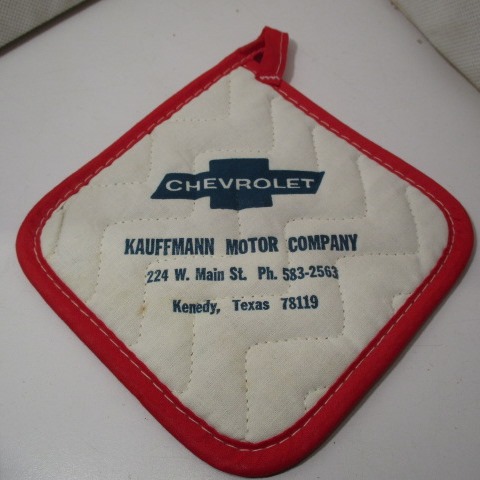 CHEVROLET
KAUFFMANN MOTOR COMPANY
224 W. Main St. Ph. 583-2563
Kenedy, Texas 78119